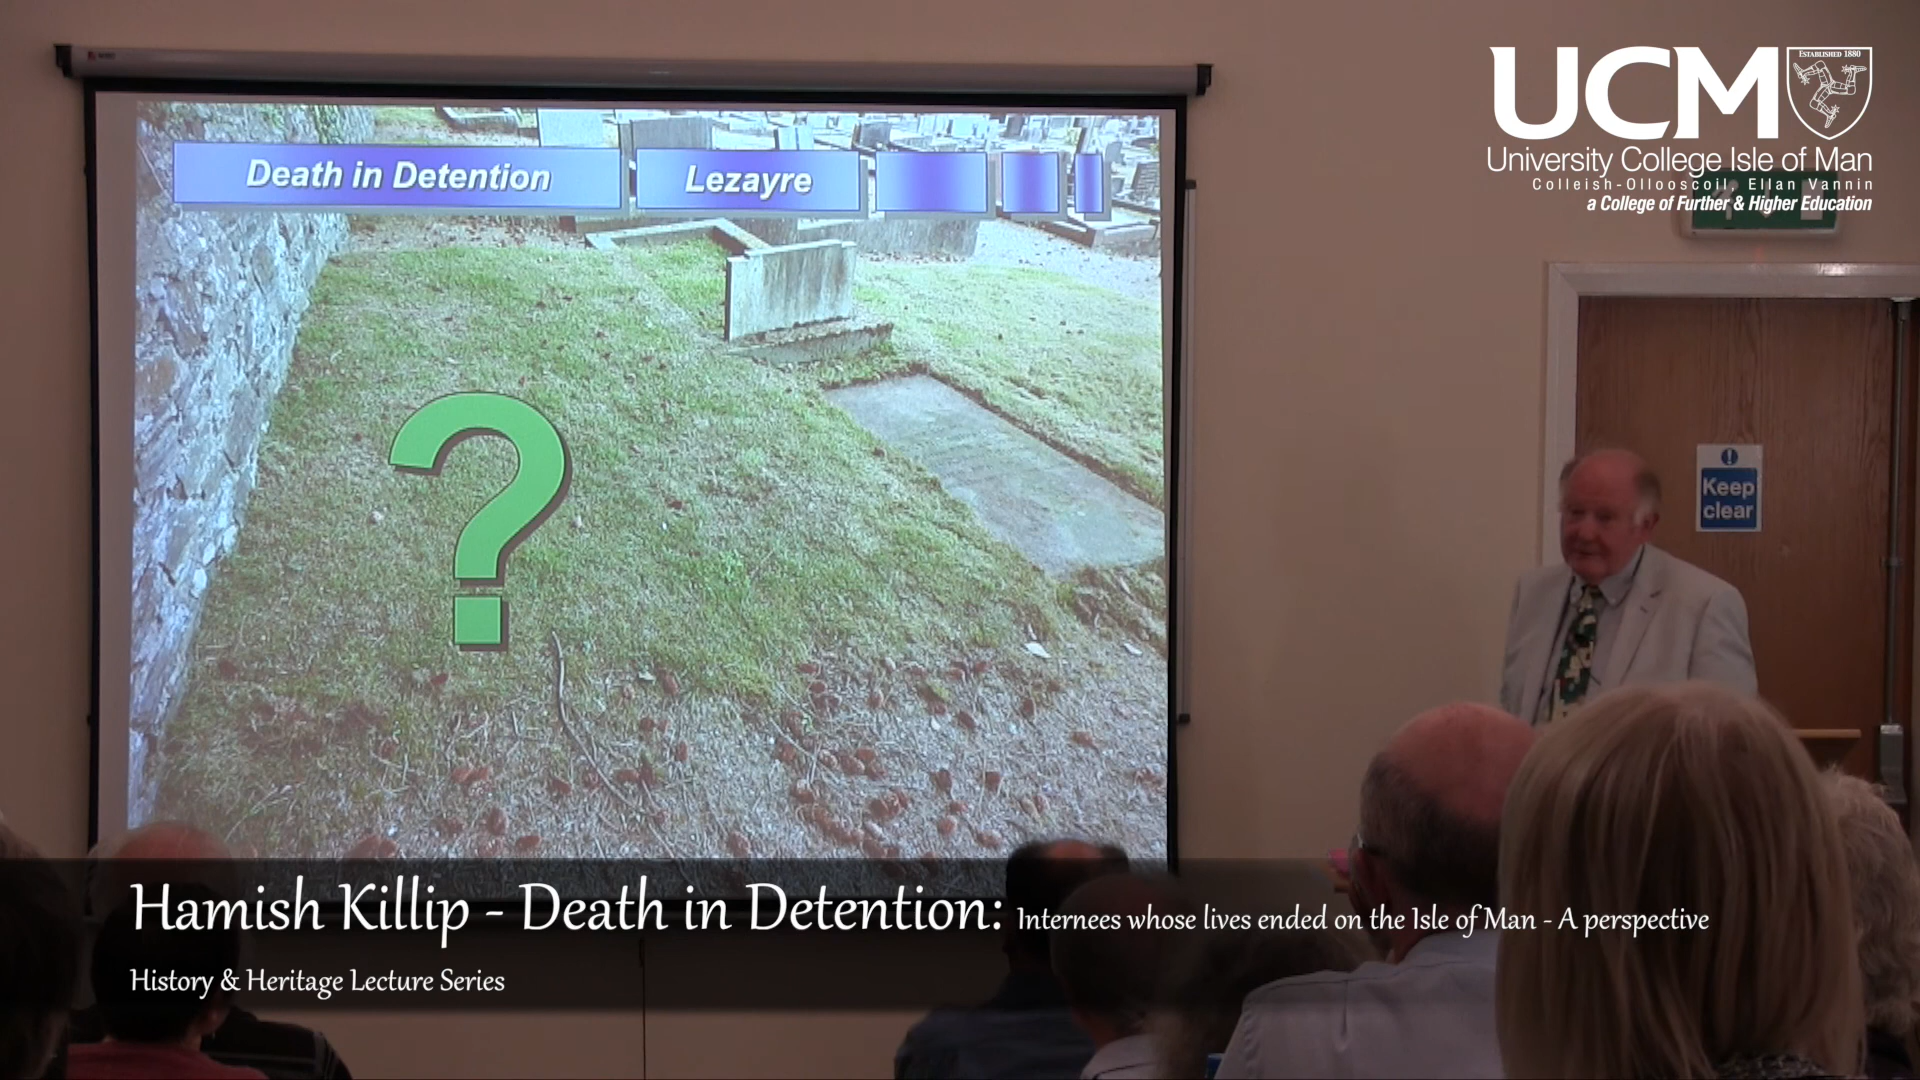 UCM
ESTABLISHED 1880
University College Isle of Man
Colleish-Ollooscoil, Ellan Vannin
a College of Further & Higher Education
Death in Detention
Lezayre
?
!
Keep
clear
Hamish Killip - Death in Detention: Internees whose lives ended on the Isle of Man - A perspective
History & Heritage Lecture Series